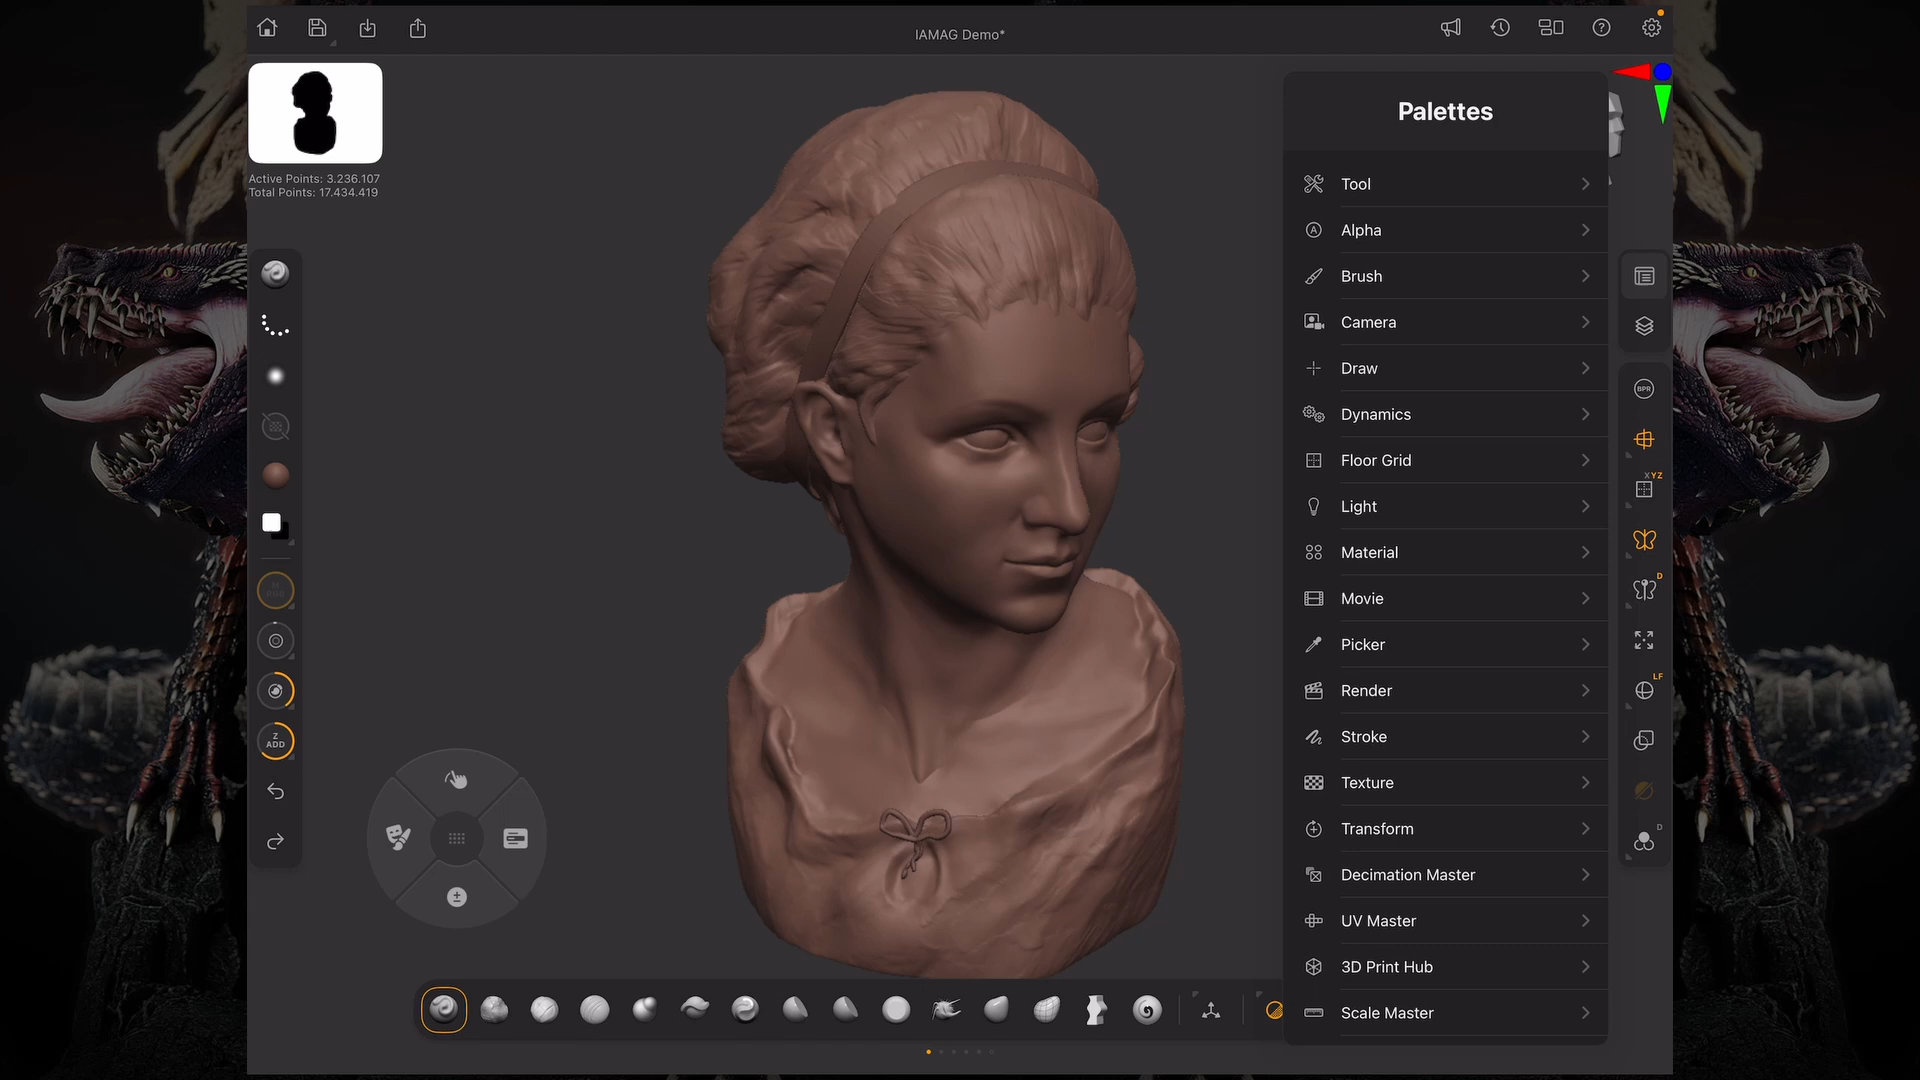 IAMAG Demo*
Active Points: 3.236.107
Total Points: 17.434.419
Palettes
Tool
Alpha
Brush
Camera
Draw
Dynamics
Floor Grid
Light
Material
Movie
Picker
Render
Stroke
Texture
Transform
Decimation Master
UV Master
3D Print Hub
Scale Master
M
RGB
Z
ADD
BPR
XYZ
D
LF
D